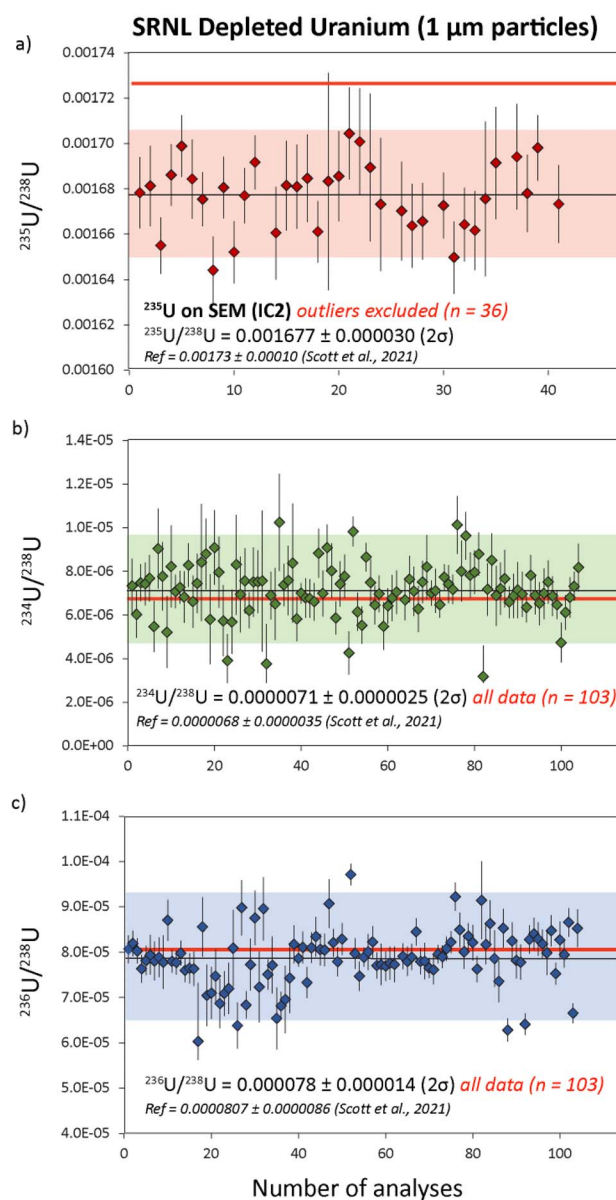 SRNL Depleted Uranium (1 µm particles)
a)
0.00174
0.00172
0.00170
0.00168
0.00166
0.00164
0.00162
0.00160
²³⁵U/²³⁸U
²³⁵U on SEM (IC2) outliers excluded (n = 36)
²³⁵U/²³⁸U = 0.001677 ± 0.000030 (2σ)
Ref = 0.00173 ± 0.00010 (Scott et al., 2021)
0 10 20 30 40
b)
1.4E-05
1.2E-05
1.0E-05
8.0E-06
6.0E-06
4.0E-06
2.0E-06
0.0E+00
²³⁴U/²³⁸U
²³⁴U/²³⁸U = 0.0000071 ± 0.0000025 (2σ) all data (n = 103)
Ref = 0.0000068 ± 0.0000035 (Scott et al., 2021)
0 20 40 60 80 100
c)
1.1E-04
1.0E-04
9.0E-05
8.0E-05
7.0E-05
6.0E-05
5.0E-05
4.0E-05
²³⁶U/²³⁸U
²³⁶U/²³⁸U = 0.000078 ± 0.000014 (2σ) all data (n = 103)
Ref = 0.0000807 ± 0.0000086 (Scott et al., 2021)
0 20 40 60 80 100
Number of analyses